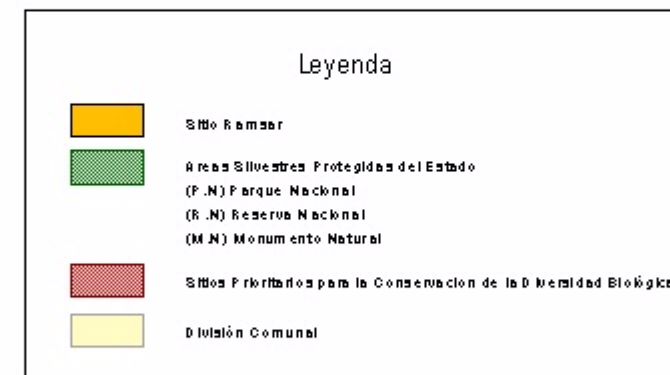 Leyenda
Sitio Ramsar
Areas Silvestres Protegidas del Estado
(P.N) Parque Nacional
(R.N) Reserva Nacional
(M.N) Monumento Natural
Sitios Prioritarios para la Conservacion de la Diversidad Biológica
División Comunal